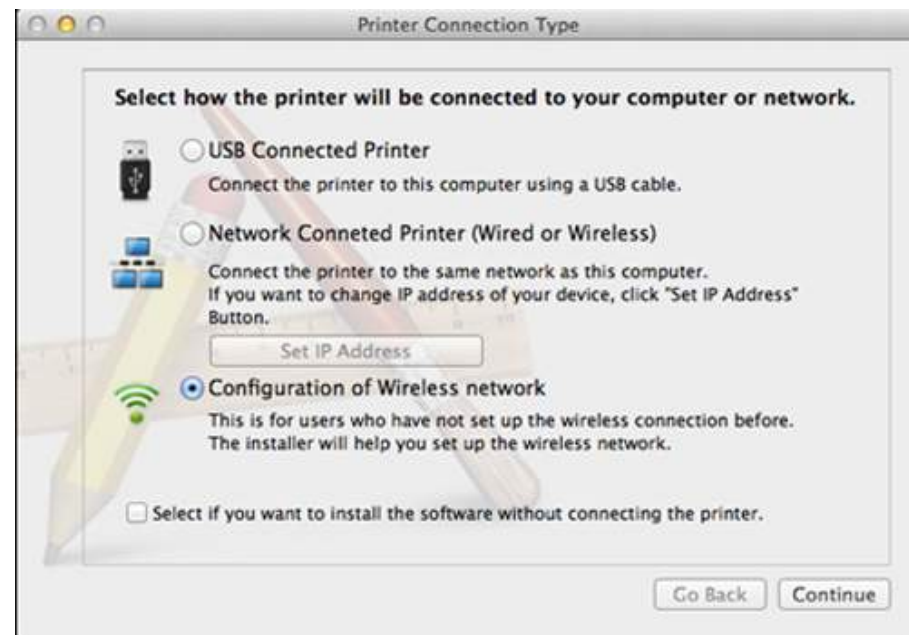 Printer Connection Type
Select how the printer will be connected to your computer or network.
USB Connected Printer
Connect the printer to this computer using a USB cable.
Network Conneted Printer (Wired or Wireless)
Connect the printer to the same network as this computer.
If you want to change IP address of your device, click "Set IP Address"
Button.
Set IP Address
Configuration of Wireless network
This is for users who have not set up the wireless connection before.
The installer will help you set up the wireless network.
Select if you want to install the software without connecting the printer.
Go Back Continue